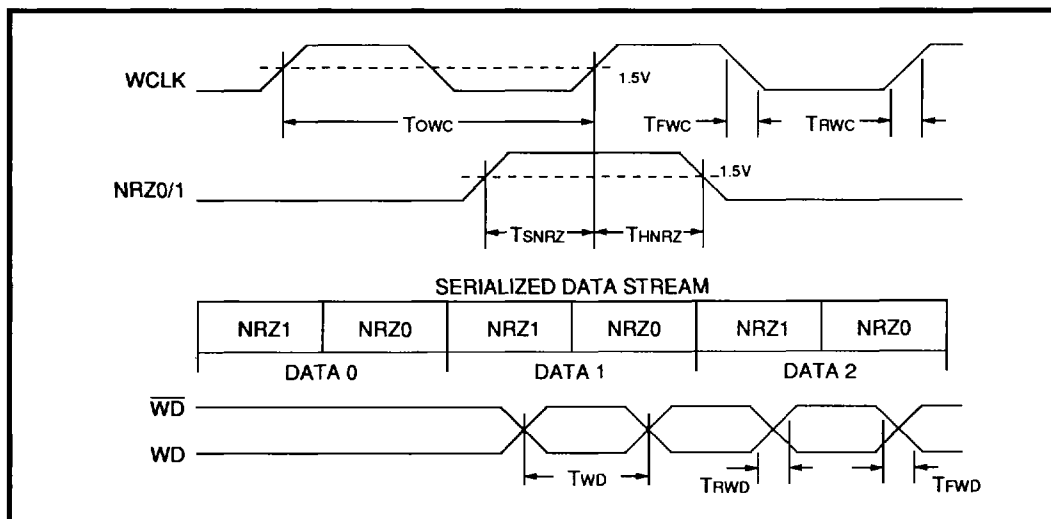 WCLK
1.5V
TOWC TFWC TRWC
NRZ0/1
1.5V
TSNRZ THNRZ
SERIALIZED DATA STREAM
NRZ1 NRZ0 NRZ1 NRZ0 NRZ1 NRZ0
DATA 0 DATA 1 DATA 2
WD
WD
TWD TRWD TFWD